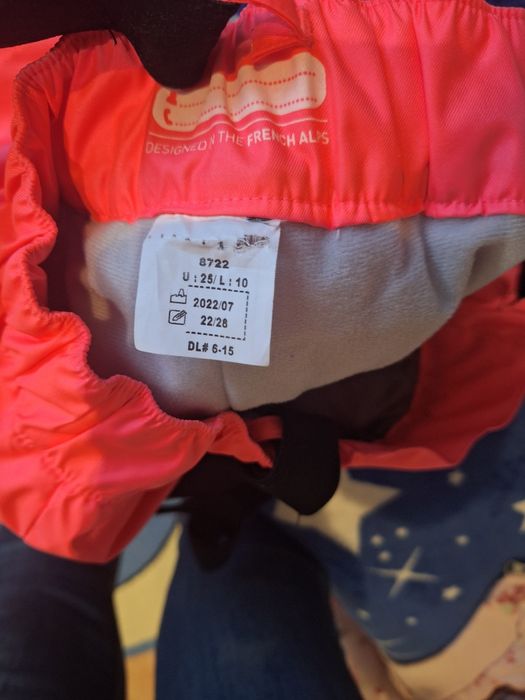 DESIGNED IN THE FRENCH ALPS
8722
U : 25/ L : 10
2022/07
22/28
DL# 6-15